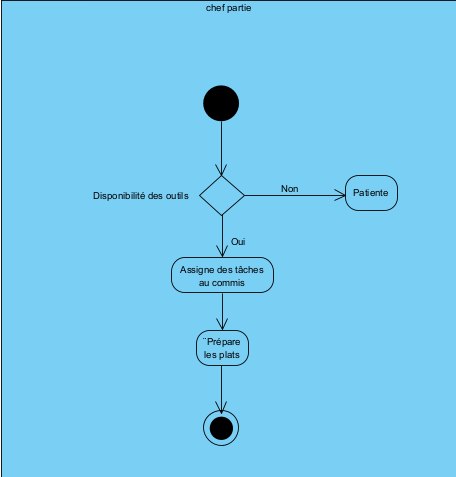 chef partie
Disponibilité des outils
Non
Patiente
Oui
Assigne des tâches
au commis
¨Prépare
les plats